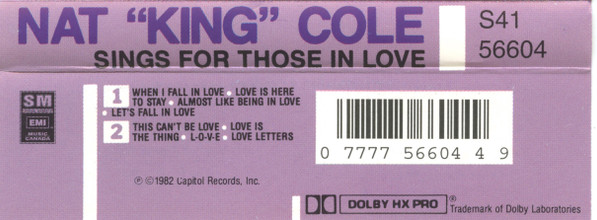 NAT “KING” COLE
SINGS FOR THOSE IN LOVE
S41
56604
SM
EMI
MUSIC
CANADA
1 WHEN I FALL IN LOVE • LOVE IS HERE
TO STAY • ALMOST LIKE BEING IN LOVE
• LET'S FALL IN LOVE
2 THIS CAN'T BE LOVE • LOVE IS
THE THING • L-O-V-E • LOVE LETTERS
℗ ©1982 Capitol Records, Inc.
0 7777 56604 4 9
DOLBY HX PRO ®
Trademark of Dolby Laboratories